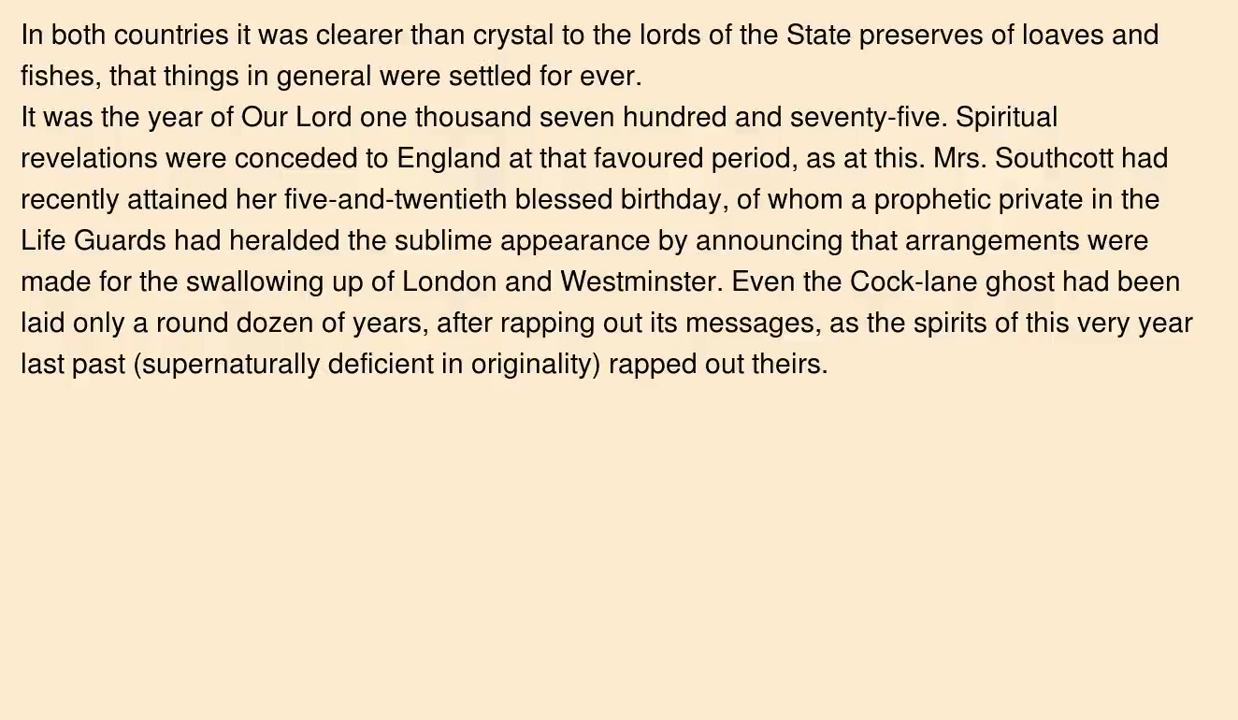 In both countries it was clearer than crystal to the lords of the State preserves of loaves and
fishes, that things in general were settled for ever.
It was the year of Our Lord one thousand seven hundred and seventy-five. Spiritual
revelations were conceded to England at that favoured period, as at this. Mrs. Southcott had
recently attained her five-and-twentieth blessed birthday, of whom a prophetic private in the
Life Guards had heralded the sublime appearance by announcing that arrangements were
made for the swallowing up of London and Westminster. Even the Cock-lane ghost had been
laid only a round dozen of years, after rapping out its messages, as the spirits of this very year
last past (supernaturally deficient in originality) rapped out theirs.